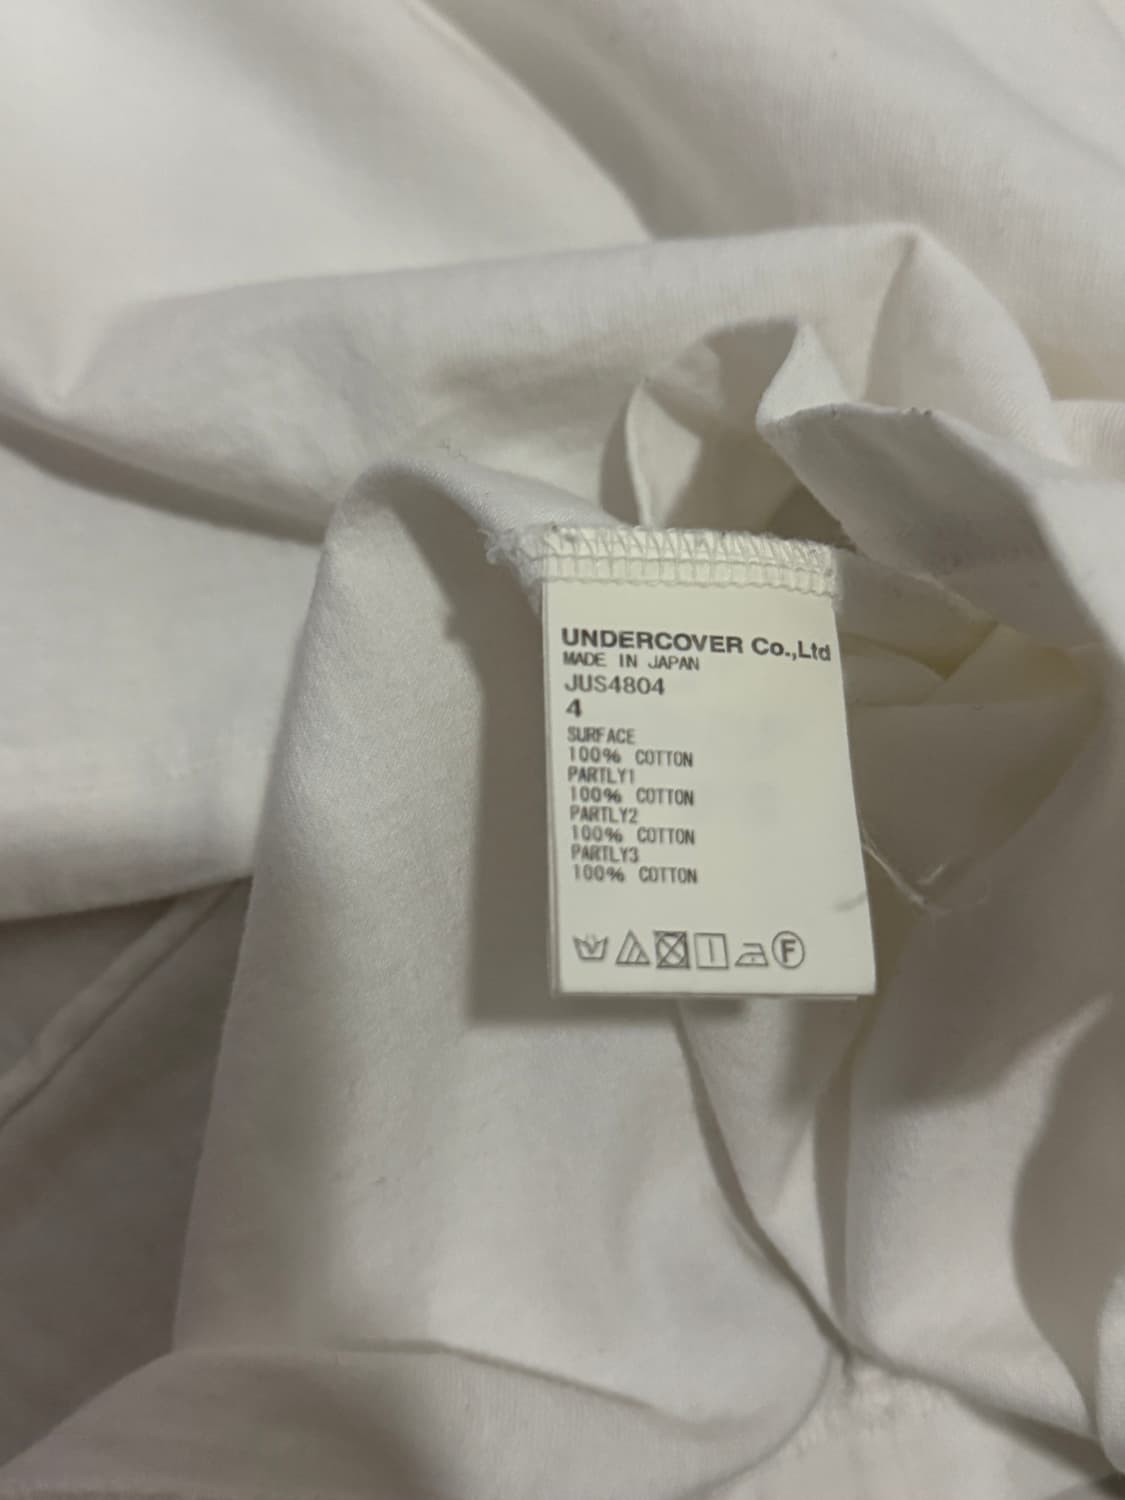 UNDERCOVER Co.,Ltd
MADE IN JAPAN
JUS4804
4
SURFACE
100% COTTON
PARTLY1
100% COTTON
PARTLY2
100% COTTON
PARTLY3
100% COTTON
F